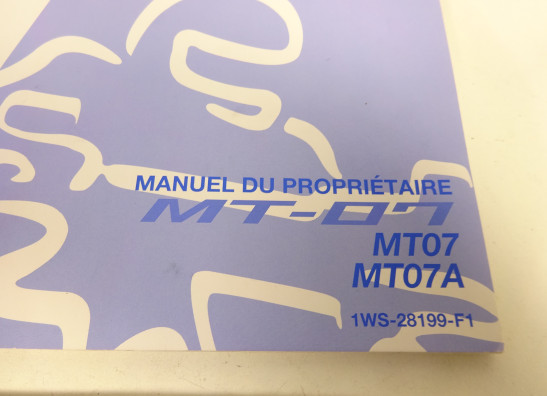 MANUEL DU PROPRIÉTAIRE
MT-07
MT07
MT07A
1WS-28199-F1